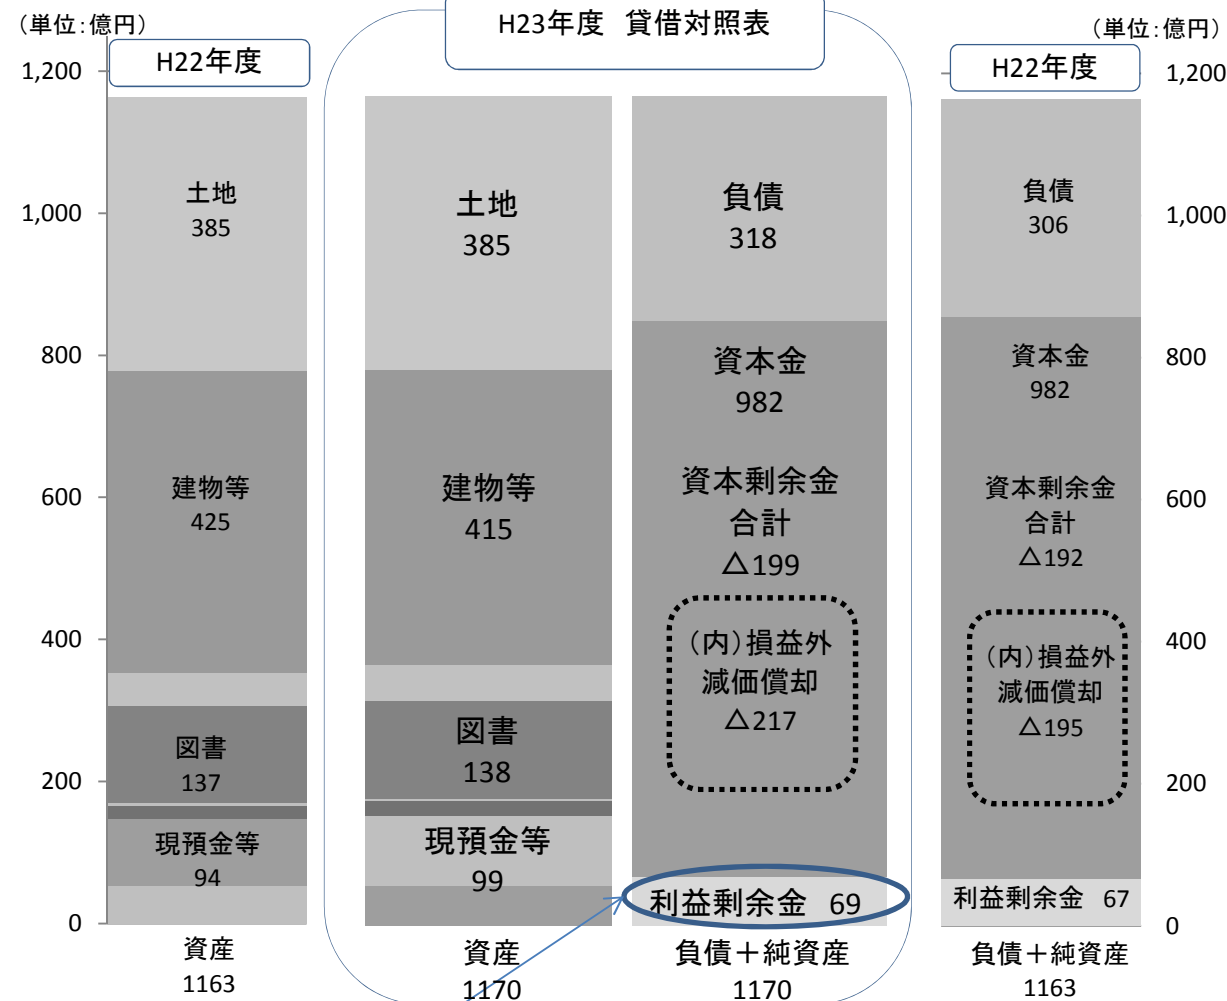 （単位：億円）
H23年度 貸借対照表
（単位：億円）
H22年度
H22年度
1,200
1,000
800
600
400
200
0
土地
385
建物等
425
図書
137
現預金等
94
資産
1163
土地
385
建物等
415
図書
138
現預金等
99
資産
1170
負債
318
資本金
982
資本剰余金
合計
△199
（内）損益外
減価償却
△217
利益剰余金 69
負債＋純資産
1170
負債
306
資本金
982
資本剰余金
合計
△192
（内）損益外
減価償却
△195
利益剰余金 67
負債＋純資産
1163
1,200
1,000
800
600
400
200
0